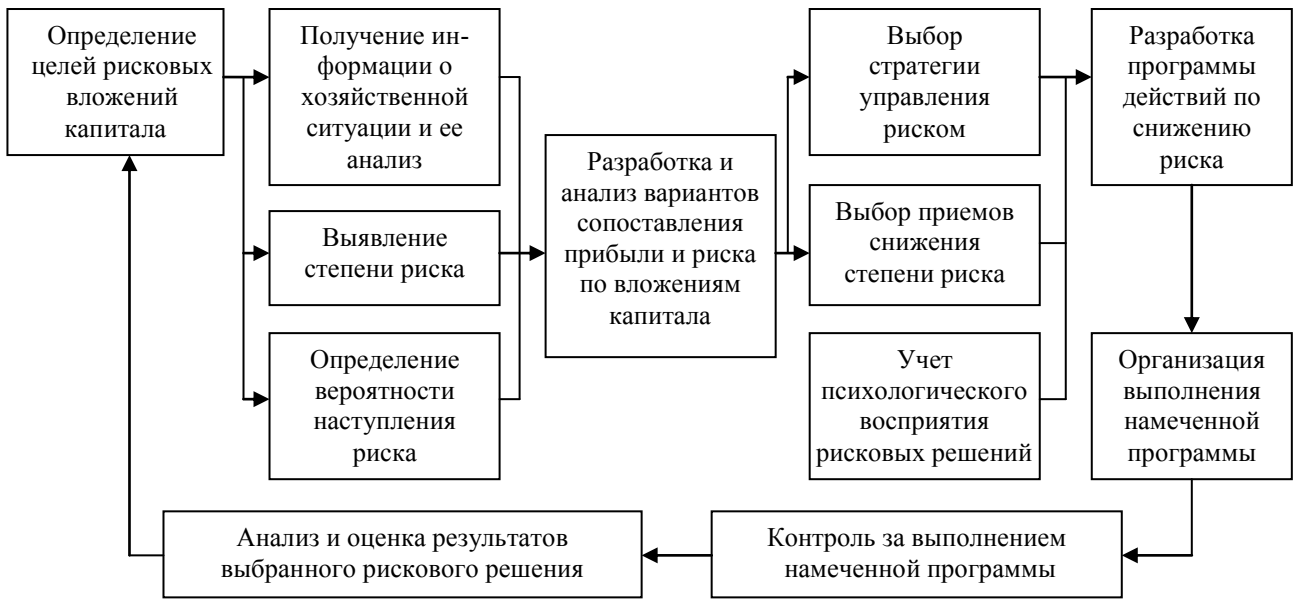 Определение
целей рисковых
вложений
капитала
Получение ин-
формации о
хозяйственной
ситуации и ее
анализ
Выявление
степени риска
Определение
вероятности
наступления
риска
Разработка и
анализ вариантов
сопоставления
прибыли и риска
по вложениям
капитала
Выбор
стратегии
управления
риском
Выбор приемов
снижения
степени риска
Учет
психологического
восприятия
рисковых решений
Разработка
программы
действий по
снижению
риска
Организация
выполнения
намеченной
программы
Контроль за выполнением
намеченной программы
Анализ и оценка результатов
выбранного рискового решения